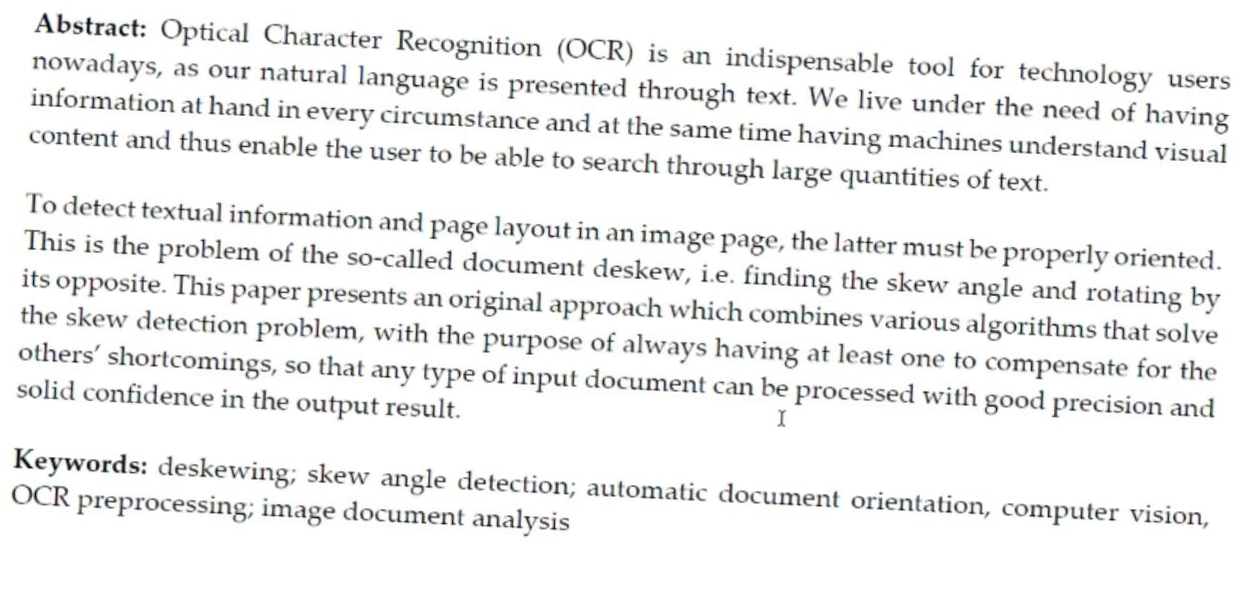 Abstract: Optical Character Recognition (OCR) is an indispensable tool for technology users
nowadays, as our natural language is presented through text. We live under the need of having
information at hand in every circumstance and at the same time having machines understand visual
content and thus enable the user to be able to search through large quantities of text.
To detect textual information and page layout in an image page, the latter must be properly oriented.
This is the problem of the so-called document deskew, i.e. finding the skew angle and rotating by
its opposite. This paper presents an original approach which combines various algorithms that solve
the skew detection problem, with the purpose of always having at least one to compensate for the
others’ shortcomings, so that any type of input document can be processed with good precision and
solid confidence in the output result.
Keywords: deskewing; skew angle detection; automatic document orientation, computer vision,
OCR preprocessing; image document analysis